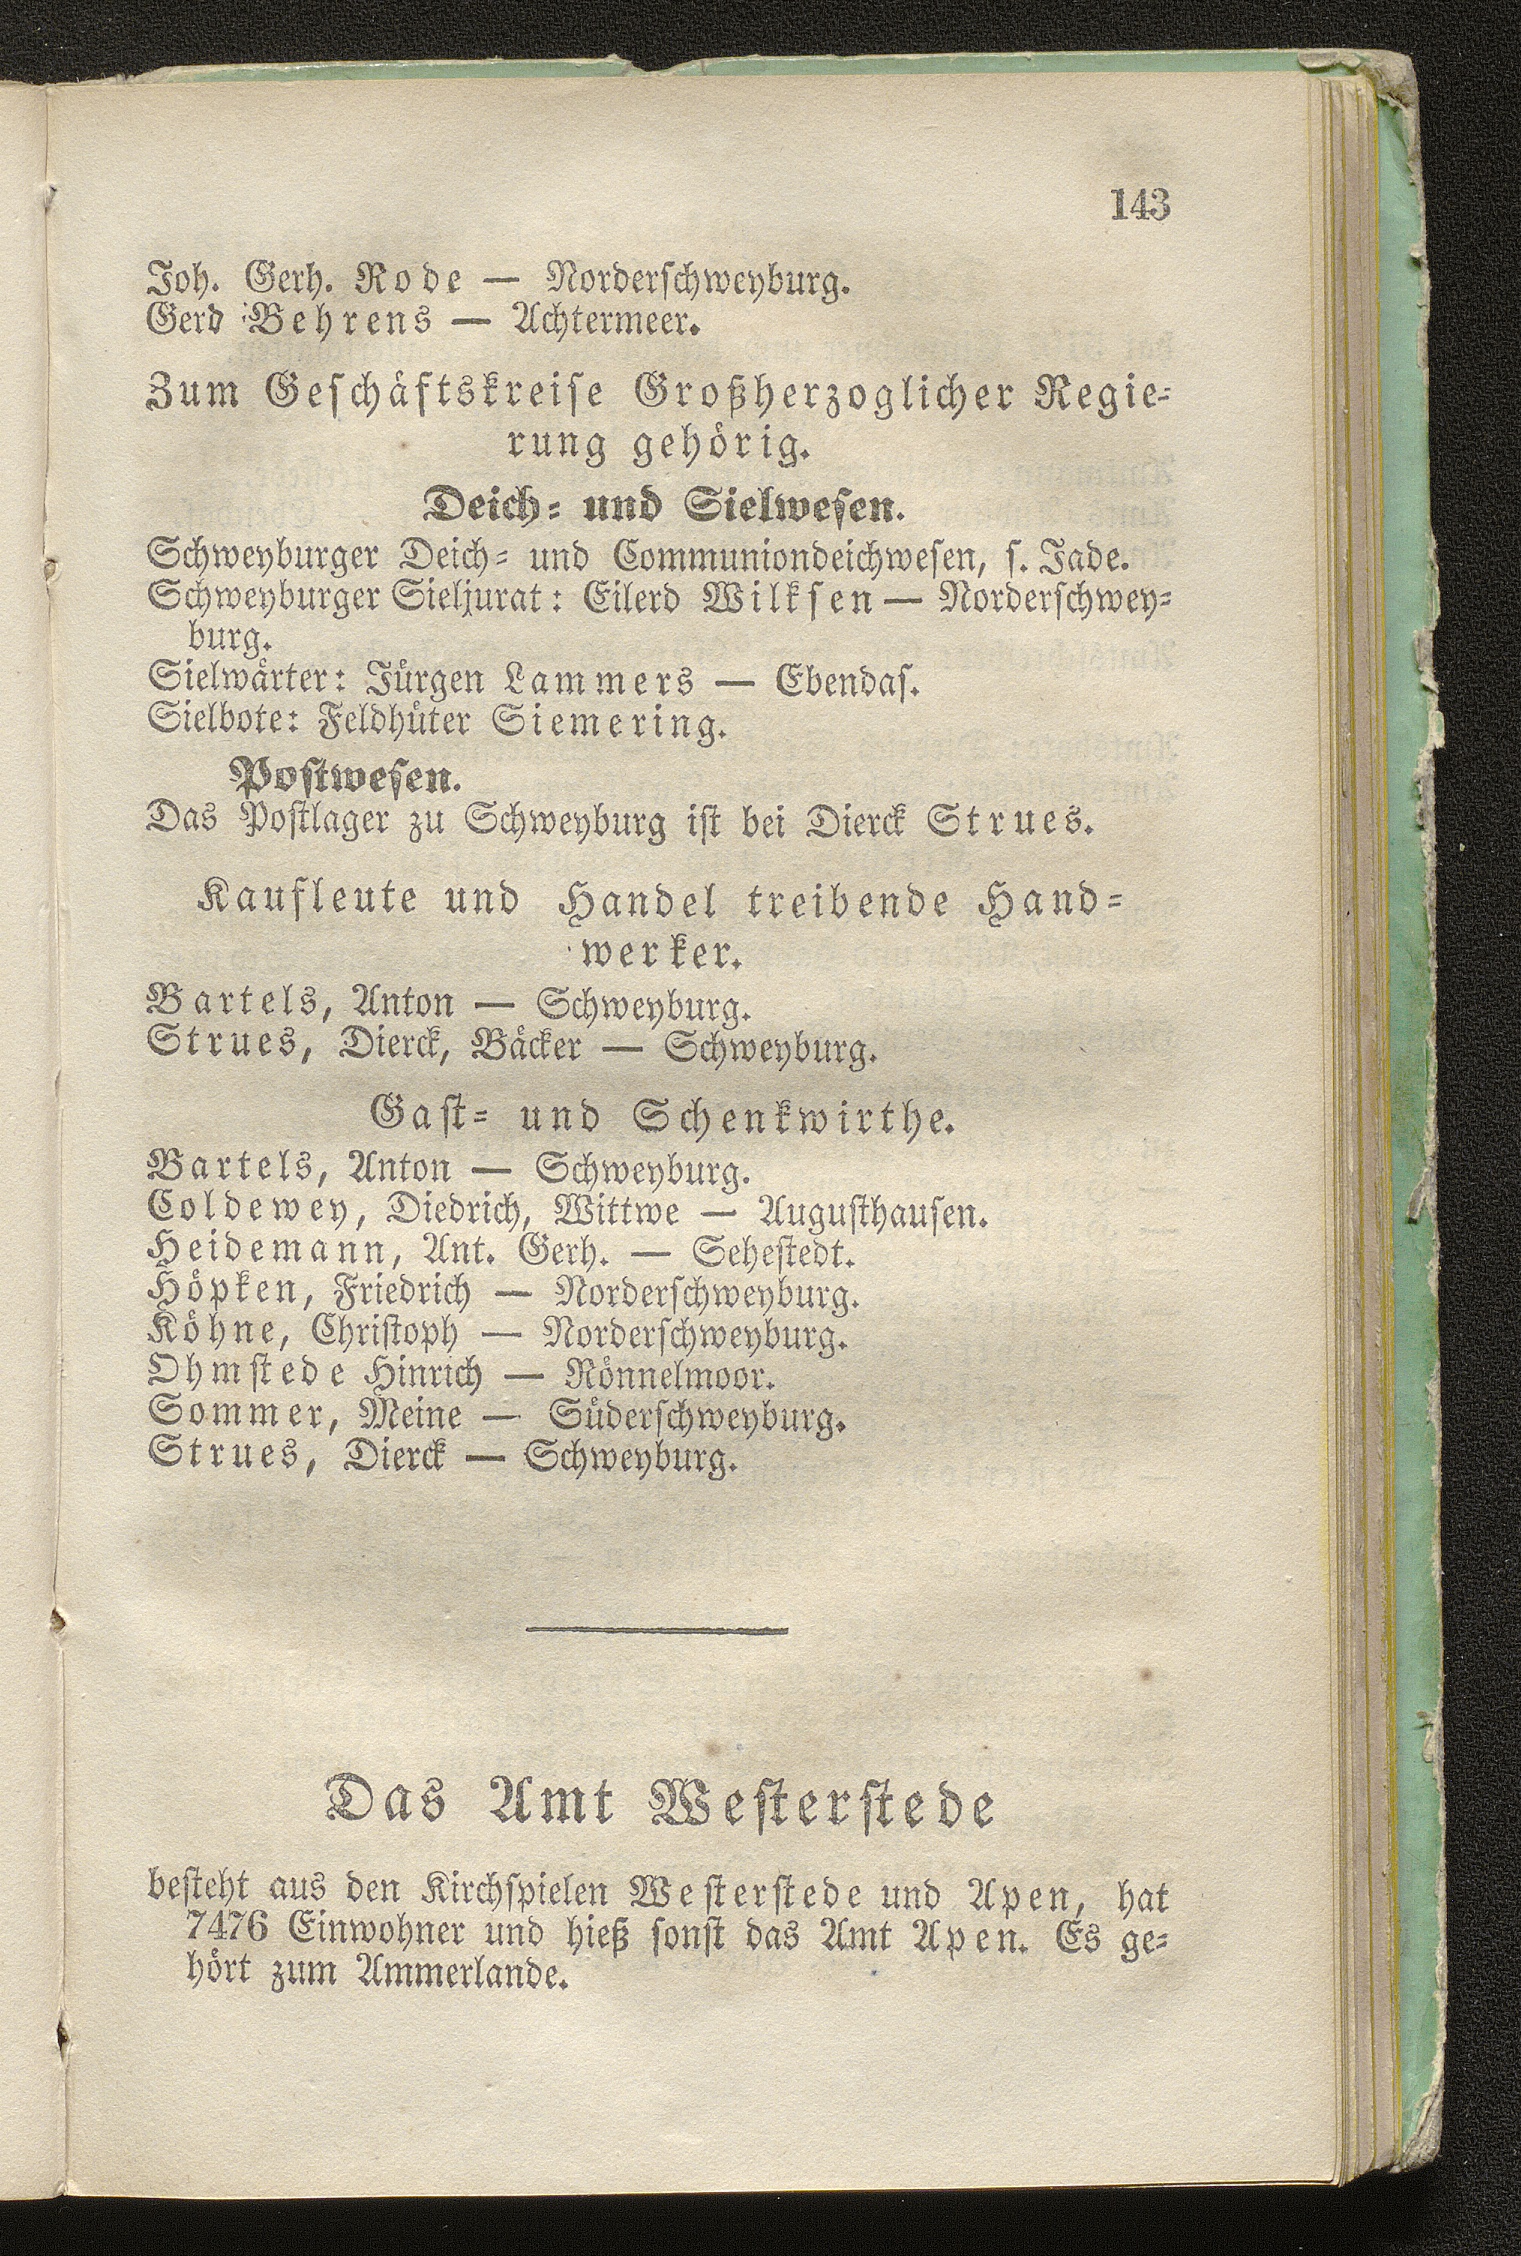 143
Joh. Gerh. Rode — Norderschweyburg.
Gerd Behrens — Achtermeer.
Zum Geschäftskreise Großherzoglicher Regie-
rung gehörig.
Deich- und Sielwesen.
Schweyburger Deich- und Communiondeichwesen, s. Jade.
Schweyburger Sieljurat: Eilerd Wilksen — Norderschwey-
burg.
Sielwärter: Jürgen Lammers — Ebendas.
Sielbote: Feldhüter Siemering.
Postwesen.
Das Postlager zu Schweyburg ist bei Dierck Strues.
Kaufleute und Handel treibende Hand-
werker.
Bartels, Anton — Schweyburg.
Strues, Dierck, Bäcker — Schweyburg.
Gast- und Schenkwirthe.
Bartels, Anton — Schweyburg.
Coldewey, Diedrich, Wittwe — Augusthausen.
Heidemann, Ant. Gerh. — Sehestedt.
Höpken, Friedrich — Norderschweyburg.
Köhne, Christoph — Norderschweyburg.
Ohmstede Hinrich — Rönnelmoor.
Sommer, Meine — Süderschweyburg.
Strues, Dierck — Schweyburg.
Das Amt Westerstede
besteht aus den Kirchspielen Westerstede und Apen, hat
7476 Einwohner und hieß sonst das Amt Apen. Es ge-
hört zum Ammerlande.